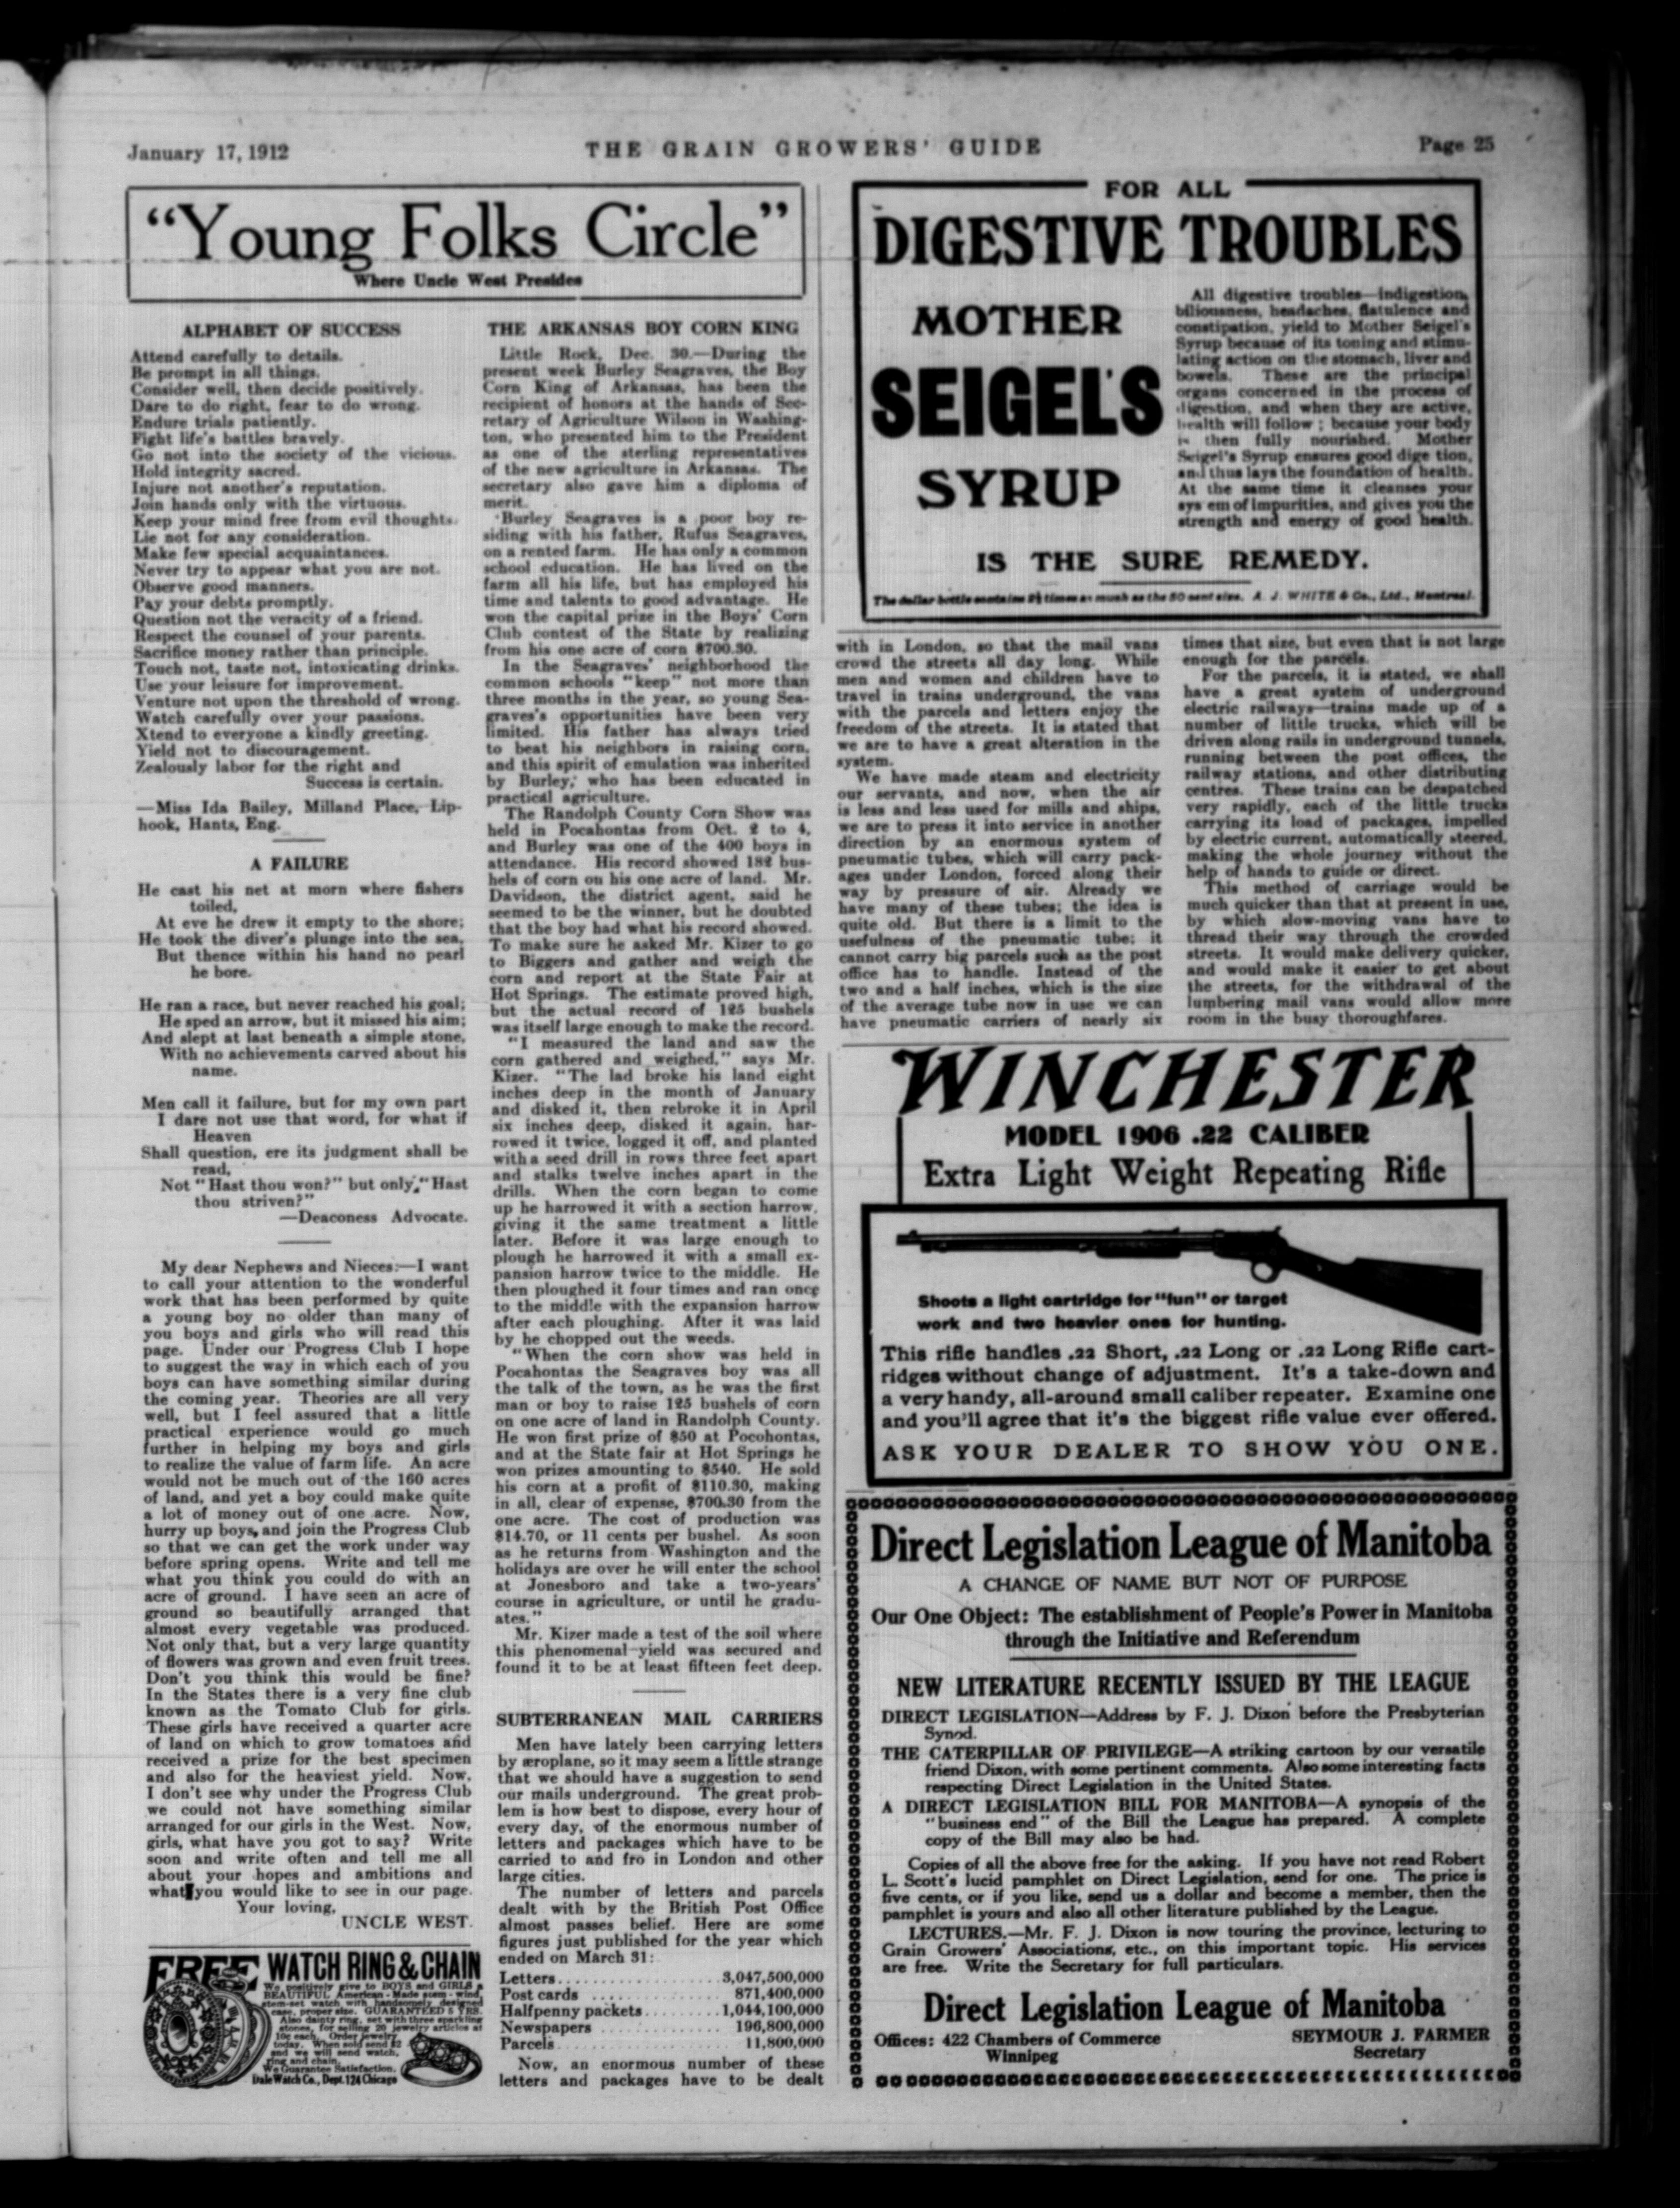 January 17, 1912
THE GRAIN GROWERS' GUIDE
Page 25
"Young Folks Circle"
Where Uncle West Presides
ALPHABET OF SUCCESS
Attend carefully to details.
Be prompt in all things.
Consider well, then decide positively.
Dare to do right, fear to do wrong.
Endure trials patiently.
Fight life's battles bravely.
Go not into the society of the vicious.
Hold integrity sacred.
Injure not another's reputation.
Join hands only with the virtuous.
Keep your mind free from evil thoughts.
Lie not for any consideration.
Make few special acquaintances.
Never try to appear what you are not.
Observe good manners.
Pay your debts promptly.
Question not the veracity of a friend.
Respect the counsel of your parents.
Sacrifice money rather than principle.
Touch not, taste not, intoxicating drinks.
Use your leisure for improvement.
Venture not upon the threshold of wrong.
Watch carefully over your passions.
Xtend to everyone a kindly greeting.
Yield not to discouragement.
Zealously labor for the right and
Success is certain.
—Miss Ida Bailey, Milland Place, Lip-
hook, Hants, Eng.
A FAILURE
He cast his net at morn where fishers
toiled,
At eve he drew it empty to the shore;
He took the diver's plunge into the sea,
But thence within his hand no pearl
he bore.
He ran a race, but never reached his goal;
He sped an arrow, but it missed his aim;
And slept at last beneath a simple stone,
With no achievements carved about his
name.
Men call it failure, but for my own part
I dare not use that word, for what if
Heaven
Shall question, ere its judgment shall be
read,
Not "Hast thou won?" but only, "Hast
thou striven?"
—Deaconess Advocate.
My dear Nephews and Nieces:—I want
to call your attention to the wonderful
work that has been performed by quite
a young boy no older than many of
you boys and girls who will read this
page. Under our Progress Club I hope
to suggest the way in which each of you
boys can have something similar during
the coming year. Theories are all very
well, but I feel assured that a little
practical experience would go much
further in helping my boys and girls
to realize the value of farm life. An acre
would not be much out of the 160 acres
of land, and yet a boy could make quite
a lot of money out of one acre. Now,
hurry up boys, and join the Progress Club
so that we can get the work under way
before spring opens. Write and tell me
what you think you could do with an
acre of ground. I have seen an acre of
ground so beautifully arranged that
almost every vegetable was produced.
Not only that, but a very large quantity
of flowers was grown and even fruit trees.
Don't you think this would be fine?
In the States there is a very fine club
known as the Tomato Club for girls.
These girls have received a quarter acre
of land on which to grow tomatoes and
received a prize for the best specimen
and also for the heaviest yield. Now,
I don't see why under the Progress Club
we could not have something similar
arranged for our girls in the West. Now,
girls, what have you got to say? Write
soon and write often and tell me all
about your hopes and ambitions and
what you would like to see in our page.
Your loving,
UNCLE WEST.
FREE WATCH RING & CHAIN
We positively give to BOYS and GIRLS a
BEAUTIFUL American-Made stem-wind,
stem-set watch with handsomely designed
case, proper size. GUARANTEED 5 YRS.
Also dainty ring, set with three sparkling
stones, for selling 20 jewelry articles at
10c each. Order jewelry
today. When sold send $2
and we will send watch,
ring and chain.
We Guarantee Satisfaction.
Dale Watch Co., Dept. 124 Chicago
THE ARKANSAS BOY CORN KING
Little Rock, Dec. 30.—During the
present week Burley Seagraves, the Boy
Corn King of Arkansas, has been the
recipient of honors at the hands of Sec-
retary of Agriculture Wilson in Washing-
ton, who presented him to the President
as one of the sterling representatives
of the new agriculture in Arkansas. The
secretary also gave him a diploma of
merit.
Burley Seagraves is a poor boy re-
siding with his father, Rufus Seagraves,
on a rented farm. He has only a common
school education. He has lived on the
farm all his life, but has employed his
time and talents to good advantage. He
won the capital prize in the Boys' Corn
Club contest of the State by realizing
from his one acre of corn $700.30.
In the Seagraves' neighborhood the
common schools "keep" not more than
three months in the year, so young Sea-
graves's opportunities have been very
limited. His father has always tried
to beat his neighbors in raising corn,
and this spirit of emulation was inherited
by Burley, who has been educated in
practical agriculture.
The Randolph County Corn Show was
held in Pocahontas from Oct. 2 to 4,
and Burley was one of the 400 boys in
attendance. His record showed 182 bus-
hels of corn on his one acre of land. Mr.
Davidson, the district agent, said he
seemed to be the winner, but he doubted
that the boy had what his record showed.
To make sure he asked Mr. Kizer to go
to Biggers and gather and weigh the
corn and report at the State Fair at
Hot Springs. The estimate proved high,
but the actual record of 125 bushels
was itself large enough to make the record.
"I measured the land and saw the
corn gathered and weighed," says Mr.
Kizer. "The lad broke his land eight
inches deep in the month of January
and disked it, then rebroke it in April
six inches deep, disked it again, har-
rowed it twice, logged it off, and planted
with a seed drill in rows three feet apart
and stalks twelve inches apart in the
drills. When the corn began to come
up he harrowed it with a section harrow,
giving it the same treatment a little
later. Before it was large enough to
plough he harrowed it with a small ex-
pansion harrow twice to the middle. He
then ploughed it four times and ran once
to the middle with the expansion harrow
after each ploughing. After it was laid
by he chopped out the weeds.
"When the corn show was held in
Pocahontas the Seagraves boy was all
the talk of the town, as he was the first
man or boy to raise 125 bushels of corn
on one acre of land in Randolph County.
He won first prize of $50 at Pocohontas,
and at the State fair at Hot Springs he
won prizes amounting to $540. He sold
his corn at a profit of $110.30, making
in all, clear of expense, $700.30 from the
one acre. The cost of production was
$14.70, or 11 cents per bushel. As soon
as he returns from Washington and the
holidays are over he will enter the school
at Jonesboro and take a two-years'
course in agriculture, or until he gradu-
ates."
Mr. Kizer made a test of the soil where
this phenomenal yield was secured and
found it to be at least fifteen feet deep.
SUBTERRANEAN MAIL CARRIERS
Men have lately been carrying letters
by æroplane, so it may seem a little strange
that we should have a suggestion to send
our mails underground. The great prob-
lem is how best to dispose, every hour of
every day, of the enormous number of
letters and packages which have to be
carried to and fro in London and other
large cities.
The number of letters and parcels
dealt with by the British Post Office
almost passes belief. Here are some
figures just published for the year which
ended on March 31:
Letters..................3,047,500,000
Post cards ............... 871,400,000
Halfpenny packets........1,044,100,000
Newspapers ............... 196,800,000
Parcels................... 11,800,000
Now, an enormous number of these
letters and packages have to be dealt
FOR ALL
DIGESTIVE TROUBLES
MOTHER
SEIGEL'S
SYRUP
All digestive troubles—indigestion,
biliousness, headaches, flatulence and
constipation, yield to Mother Seigel's
Syrup because of its toning and stimu-
lating action on the stomach, liver and
bowels. These are the principal
organs concerned in the process of
digestion, and when they are active,
health will follow; because your body
is then fully nourished. Mother
Seigel's Syrup ensures good dige tion,
and thus lays the foundation of health.
At the same time it cleanses your
sys em of impurities, and gives you the
strength and energy of good health.
IS THE SURE REMEDY.
The dollar bottle contains 2½ times as much as the 50 cent size. A. J. WHITE & Co., Ltd., Montreal.
with in London, so that the mail vans
crowd the streets all day long. While
men and women and children have to
travel in trains underground, the vans
with the parcels and letters enjoy the
freedom of the streets. It is stated that
we are to have a great alteration in the
system.
We have made steam and electricity
our servants, and now, when the air
is less and less used for mills and ships,
we are to press it into service in another
direction by an enormous system of
pneumatic tubes, which will carry pack-
ages under London, forced along their
way by pressure of air. Already we
have many of these tubes; the idea is
quite old. But there is a limit to the
usefulness of the pneumatic tube; it
cannot carry big parcels such as the post
office has to handle. Instead of the
two and a half inches, which is the size
of the average tube now in use we can
have pneumatic carriers of nearly six
times that size, but even that is not large
enough for the parcels.
For the parcels, it is stated, we shall
have a great system of underground
electric railways—trains made up of a
number of little trucks, which will be
driven along rails in underground tunnels,
running between the post offices, the
railway stations, and other distributing
centres. These trains can be despatched
very rapidly, each of the little trucks
carrying its load of packages, impelled
by electric current, automatically steered,
making the whole journey without the
help of hands to guide or direct.
This method of carriage would be
much quicker than that at present in use,
by which slow-moving vans have to
thread their way through the crowded
streets. It would make delivery quicker,
and would make it easier to get about
the streets, for the withdrawal of the
lumbering mail vans would allow more
room in the busy thoroughfares.
WINCHESTER
MODEL 1906 .22 CALIBER
Extra Light Weight Repeating Rifle
Shoots a light cartridge for "fun" or target
work and two heavier ones for hunting.
This rifle handles .22 Short, .22 Long or .22 Long Rifle cart-
ridges without change of adjustment. It's a take-down and
a very handy, all-around small caliber repeater. Examine one
and you'll agree that it's the biggest rifle value ever offered.
ASK YOUR DEALER TO SHOW YOU ONE.
Direct Legislation League of Manitoba
A CHANGE OF NAME BUT NOT OF PURPOSE
Our One Object: The establishment of People's Power in Manitoba
through the Initiative and Referendum
NEW LITERATURE RECENTLY ISSUED BY THE LEAGUE
DIRECT LEGISLATION—Address by F. J. Dixon before the Presbyterian
Synod.
THE CATERPILLAR OF PRIVILEGE—A striking cartoon by our versatile
friend Dixon, with some pertinent comments. Also some interesting facts
respecting Direct Legislation in the United States.
A DIRECT LEGISLATION BILL FOR MANITOBA—A synopsis of the
"business end" of the Bill the League has prepared. A complete
copy of the Bill may also be had.
Copies of all the above free for the asking. If you have not read Robert
L. Scott's lucid pamphlet on Direct Legislation, send for one. The price is
five cents, or if you like, send us a dollar and become a member, then the
pamphlet is yours and also all other literature published by the League.
LECTURES.—Mr. F. J. Dixon is now touring the province, lecturing to
Grain Growers' Associations, etc., on this important topic. His services
are free. Write the Secretary for full particulars.
Direct Legislation League of Manitoba
Offices: 422 Chambers of Commerce
Winnipeg
SEYMOUR J. FARMER
Secretary